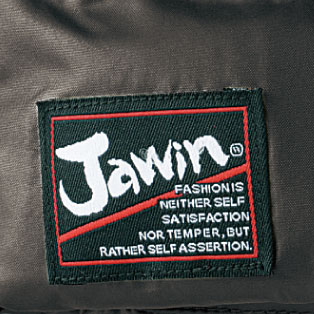 Jawin®
FASHION IS
NEITHER SELF
SATISFACTION
NOR TEMPER, BUT
RATHER SELF ASSERTION.